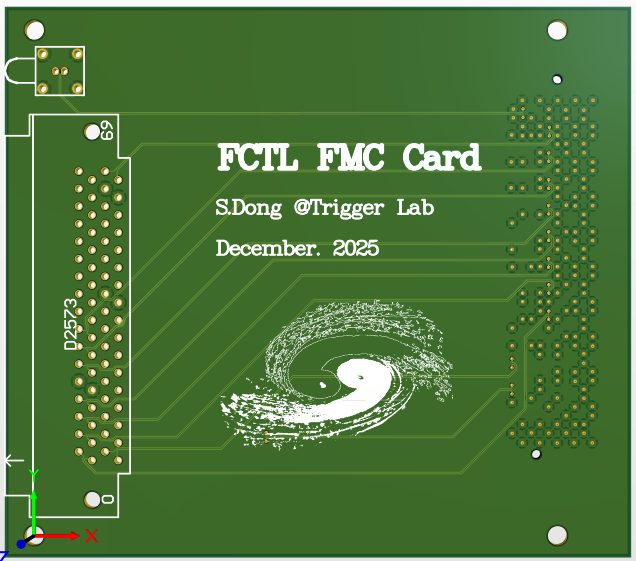 69
FCTL FMC Card
S.Dong @Trigger Lab
December. 2025
D2573
Y
0
X
Z